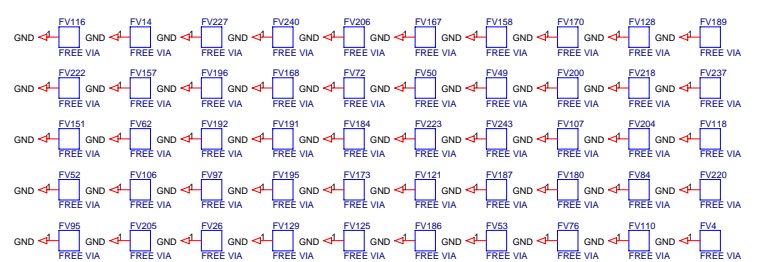 FV116 FV14 FV227 FV240 FV206 FV167 FV158 FV170 FV128 FV189
GND 1 GND 1 GND 1 GND 1 GND 1 GND 1 GND 1 GND 1 GND 1 GND 1
FREE VIA FREE VIA FREE VIA FREE VIA FREE VIA FREE VIA FREE VIA FREE VIA FREE VIA FREE VIA
FV222 FV157 FV196 FV168 FV72 FV50 FV49 FV200 FV218 FV237
GND 1 GND 1 GND 1 GND 1 GND 1 GND 1 GND 1 GND 1 GND 1 GND 1
FREE VIA FREE VIA FREE VIA FREE VIA FREE VIA FREE VIA FREE VIA FREE VIA FREE VIA FREE VIA
FV151 FV62 FV192 FV191 FV184 FV223 FV243 FV107 FV204 FV118
GND 1 GND 1 GND 1 GND 1 GND 1 GND 1 GND 1 GND 1 GND 1 GND 1
FREE VIA FREE VIA FREE VIA FREE VIA FREE VIA FREE VIA FREE VIA FREE VIA FREE VIA FREE VIA
FV52 FV106 FV97 FV195 FV173 FV121 FV187 FV180 FV84 FV220
GND 1 GND 1 GND 1 GND 1 GND 1 GND 1 GND 1 GND 1 GND 1 GND 1
FREE VIA FREE VIA FREE VIA FREE VIA FREE VIA FREE VIA FREE VIA FREE VIA FREE VIA FREE VIA
FV95 FV205 FV26 FV129 FV125 FV186 FV53 FV76 FV110 FV4
GND 1 GND 1 GND 1 GND 1 GND 1 GND 1 GND 1 GND 1 GND 1 GND 1
FREE VIA FREE VIA FREE VIA FREE VIA FREE VIA FREE VIA FREE VIA FREE VIA FREE VIA FREE VIA